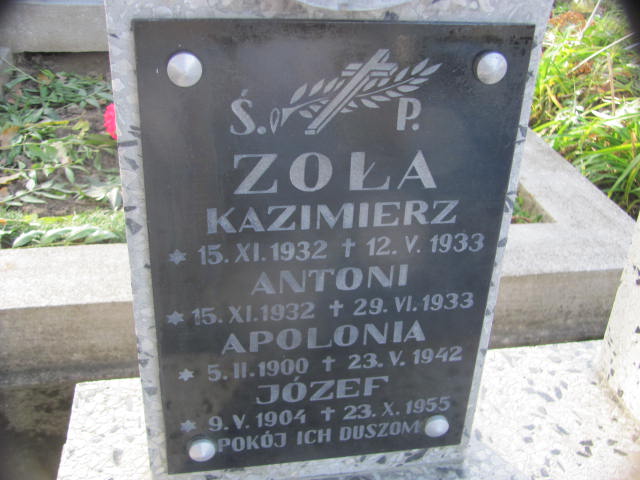 Ś. P.
ZOŁA
KAZIMIERZ
* 15. XI. 1932 † 12. V. 1933
ANTONI
* 15. XI. 1932 † 29. VI. 1933
APOLONIA
* 5. II. 1900 † 23. V. 1942
JÓZEF
* 9. V. 1904 † 23. X. 1955
POKÓJ ICH DUSZOM